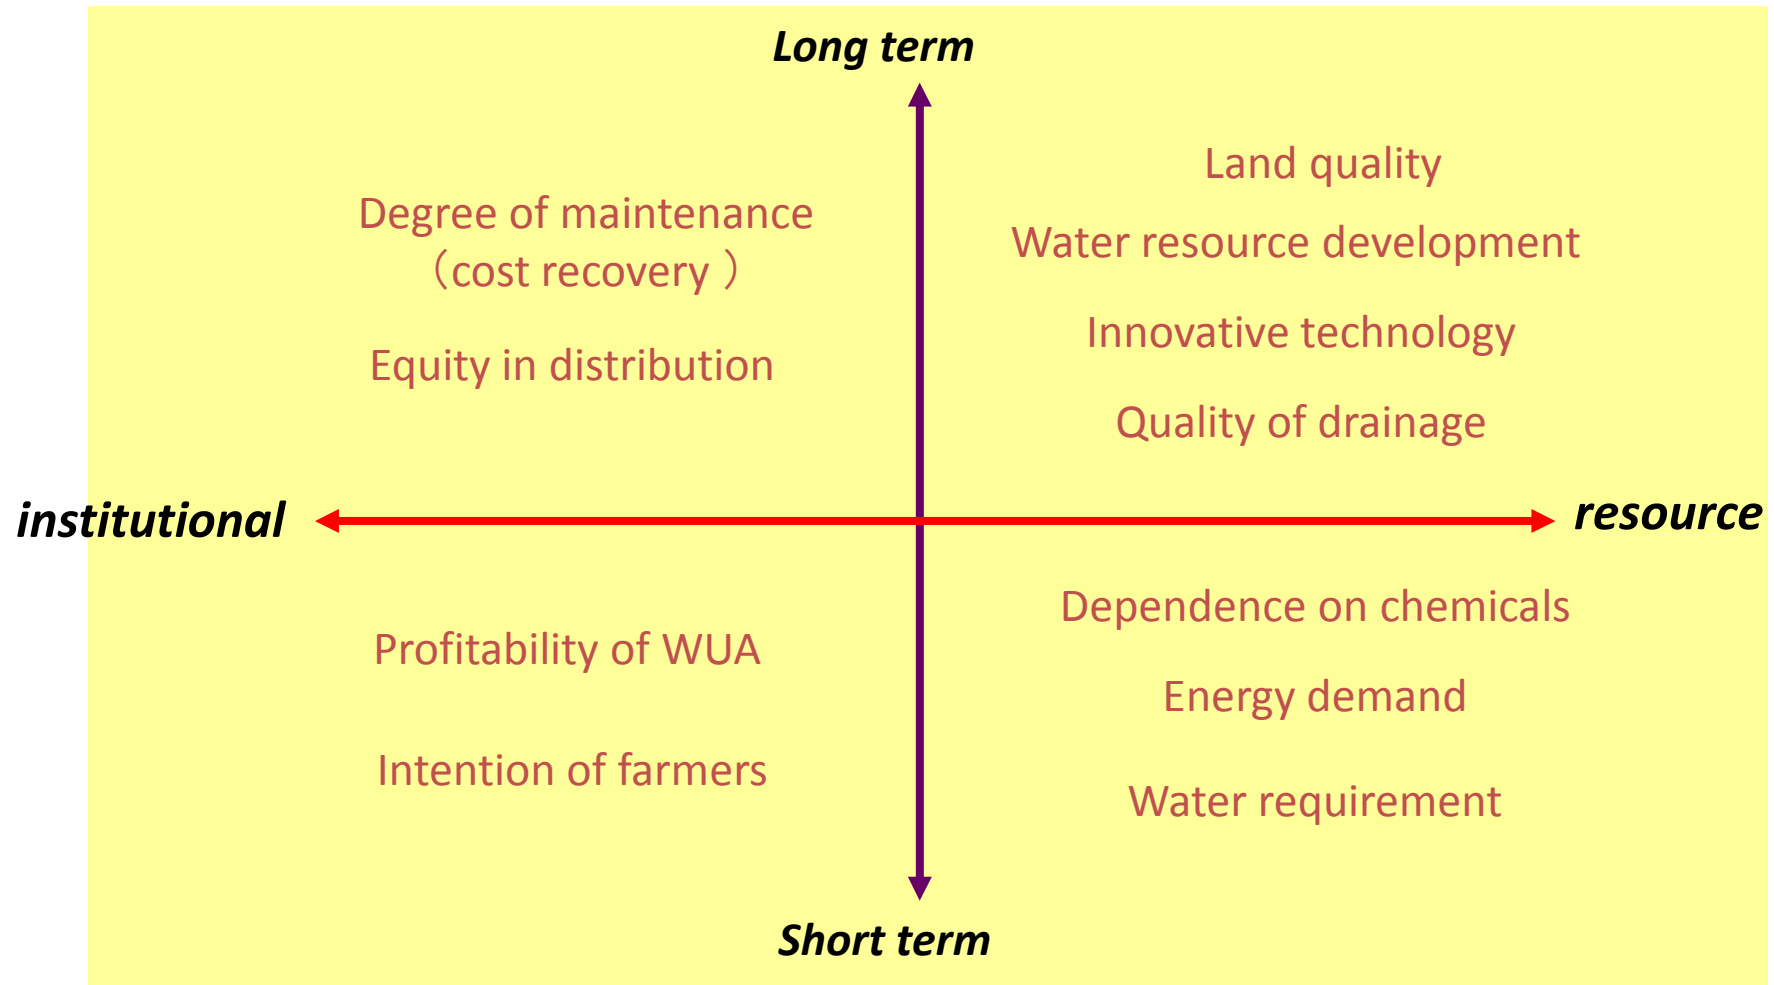 Long term
Degree of maintenance
（cost recovery ）
Equity in distribution
Land quality
Water resource development
Innovative technology
Quality of drainage
institutional
resource
Profitability of WUA
Intention of farmers
Dependence on chemicals
Energy demand
Water requirement
Short term